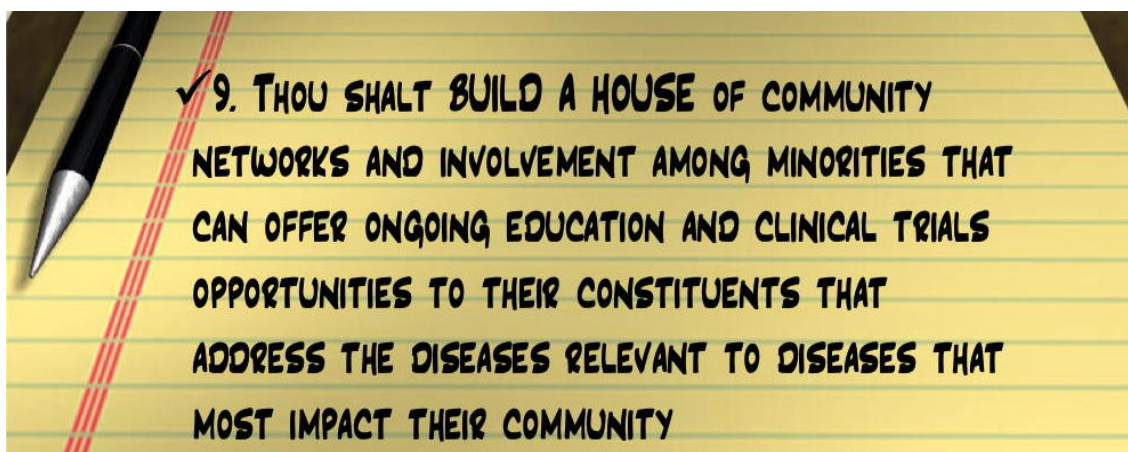 ✓9. Thou shalt BUILD A HOUSE of community
networks and involvement among minorities that
can offer ongoing education and clinical trials
opportunities to their constituents that
address the diseases relevant to diseases that
most impact their community